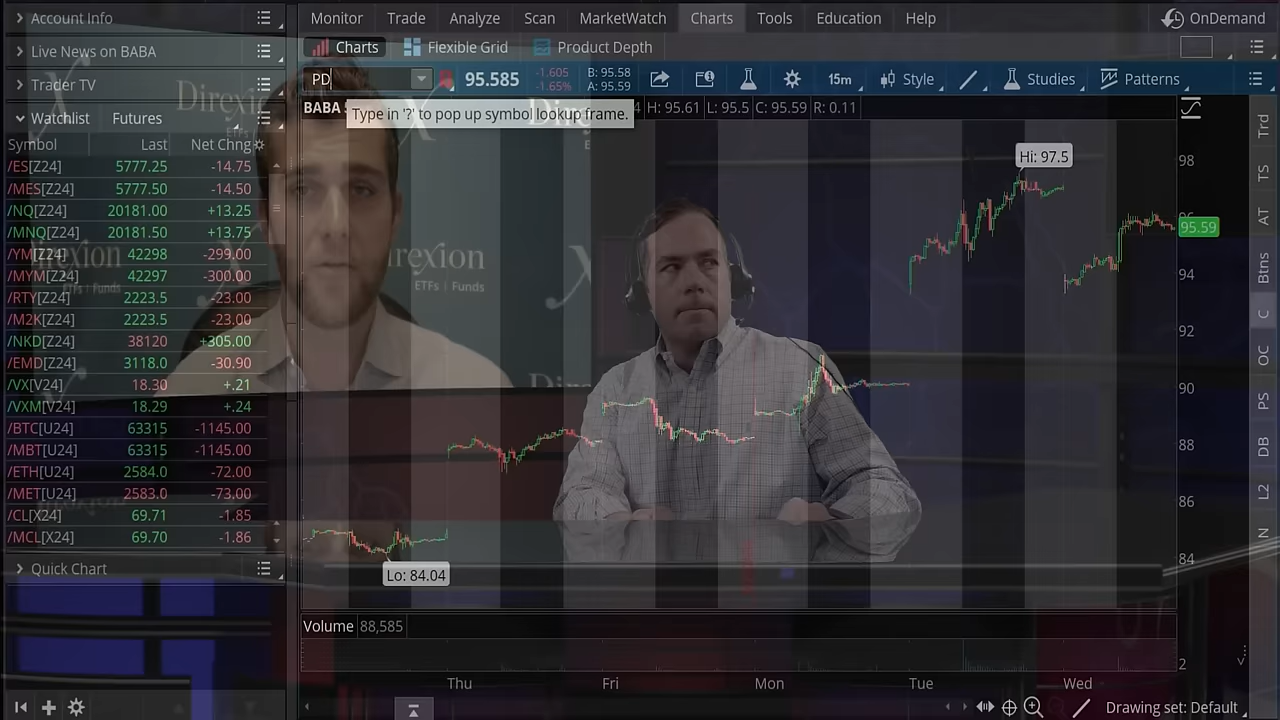 Account Info
Monitor Trade Analyze Scan MarketWatch Charts Tools Education Help OnDemand
Live News on BABA
Charts Flexible Grid Product Depth
Trader TV
PD 95.585 -1.605 -1.65% B: 95.58 A: 95.59 15m Style Studies Patterns
BABA H: 95.61 L: 95.5 C: 95.59 R: 0.11
Type in '?' to pop up symbol lookup frame.
Watchlist Futures
Symbol Last Net Chng
/ES[Z24] 5777.25 -14.75
/MES[Z24] 5777.50 -14.50
/NQ[Z24] 20181.00 +13.25
/MNQ[Z24] 20181.50 +13.75
/YM[Z24] 42298 -299.00
/MYM[Z24] 42297 -300.00
/RTY[Z24] 2223.5 -23.00
/M2K[Z24] 2223.5 -23.00
/NKD[Z24] 38120 +305.00
/EMD[Z24] 3118.0 -30.90
/VX[V24] 18.30 +.21
/VXM[V24] 18.29 +.24
/BTC[U24] 63315 -1145.00
/MBT[U24] 63315 -1145.00
/ETH[U24] 2584.0 -72.00
/MET[U24] 2583.0 -73.00
/CL[X24] 69.71 -1.85
/MCL[X24] 69.70 -1.86
Quick Chart
Direxion
ETFs | Funds
Hi: 97.5
Lo: 84.04
98
95.59
94
92
90
88
86
84
Trd
TS
AT
Btns
C
OC
PS
DB
L2
N
Volume 88,585
2
Thu Fri Mon Tue Wed
Drawing set: Default